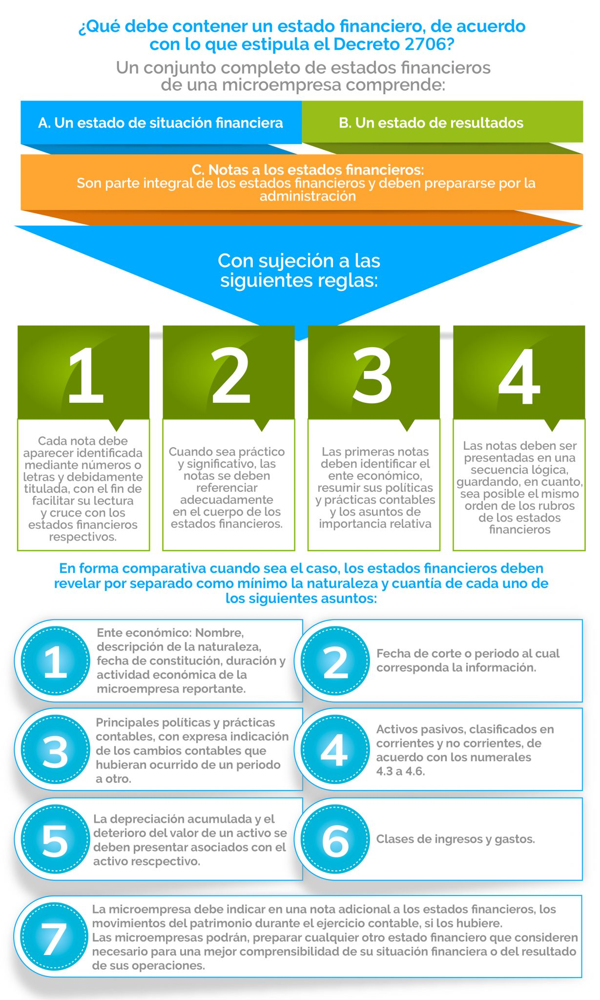 ¿Qué debe contener un estado financiero, de acuerdo
con lo que estipula el Decreto 2706?
Un conjunto completo de estados financieros
de una microempresa comprende:
A. Un estado de situación financiera
B. Un estado de resultados
C. Notas a los estados financieros:
Son parte integral de los estados financieros y deben prepararse por la
administración
Con sujeción a las
siguientes reglas:
1
Cada nota debe
aparecer identificada
mediante números o
letras y debidamente
titulada, con el fin de
facilitar su lectura
y cruce con los
estados financieros
respectivos.
2
Cuando sea práctico
y significativo, las
notas se deben
referenciar
adecuadamente
en el cuerpo de los
estados financieros.
3
Las primeras notas
deben identificar el
ente económico,
resumir sus políticas
y prácticas contables
y los asuntos de
importancia relativa
4
Las notas deben ser
presentadas en una
secuencia lógica,
guardando, en cuanto,
sea posible el mismo
orden de los rubros
de los estados
financieros
En forma comparativa cuando sea el caso, los estados financieros deben
revelar por separado como mínimo la naturaleza y cuantía de cada uno de
los siguientes asuntos:
1
Ente económico: Nombre,
descripción de la naturaleza,
fecha de constitución, duración y
actividad económica de la
microempresa reportante.
2
Fecha de corte o periodo al cual
corresponda la información.
3
Principales políticas y prácticas
contables, con expresa indicación
de los cambios contables que
hubieran ocurrido de un periodo
a otro.
4
Activos pasivos, clasificados en
corrientes y no corrientes, de
acuerdo con los numerales
4.3 a 4.6.
5
La depreciación acumulada y el
deterioro del valor de un activo se
deben presentar asociados con el
activo rescpectivo.
6
Clases de ingresos y gastos.
7
La microempresa debe indicar en una nota adicional a los estados financieros, los
movimientos del patrimonio durante el ejercicio contable, si los hubiere.
Las microempresas podrán, preparar cualquier otro estado financiero que consideren
necesario para una mejor comprensibilidad de su situación financiera o del resultado
de sus operaciones.